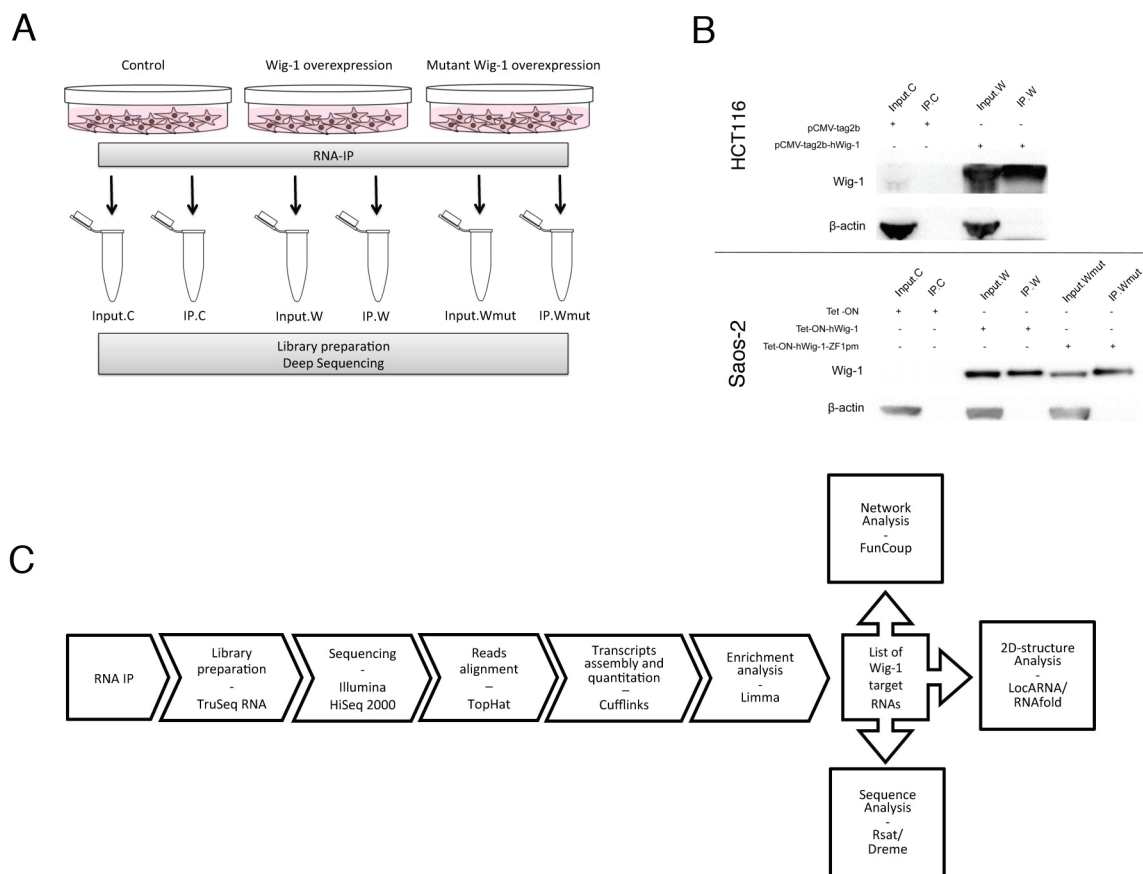 A
Control
Wig-1 overexpression
Mutant Wig-1 overexpression
RNA-IP
Input.C
IP.C
Input.W
IP.W
Input.Wmut
IP.Wmut
Library preparation
Deep Sequencing
B
HCT116
Input.C
IP.C
Input.W
IP.W
pCMV-tag2b + + - -
pCMV-tag2b-hWig-1 - - + +
Wig-1
β-actin
Saos-2
Input.C
IP.C
Input.W
IP.W
Input.Wmut
IP.Wmut
Tet -ON + + - - - -
Tet-ON-hWig-1 - - + + - -
Tet-ON-hWig-1-ZF1pm - - - - + +
Wig-1
β-actin
C
RNA IP
Library
preparation
-
TruSeq RNA
Sequencing
-
Illumina
HiSeq 2000
Reads
alignment
–
TopHat
Transcripts
assembly and
quantitation
–
Cufflinks
Enrichment
analysis
-
Limma
List of
Wig-1
target
RNAs
Network
Analysis
-
FunCoup
2D-structure
Analysis
-
LocARNA/
RNAfold
Sequence
Analysis
-
Rsat/
Dreme